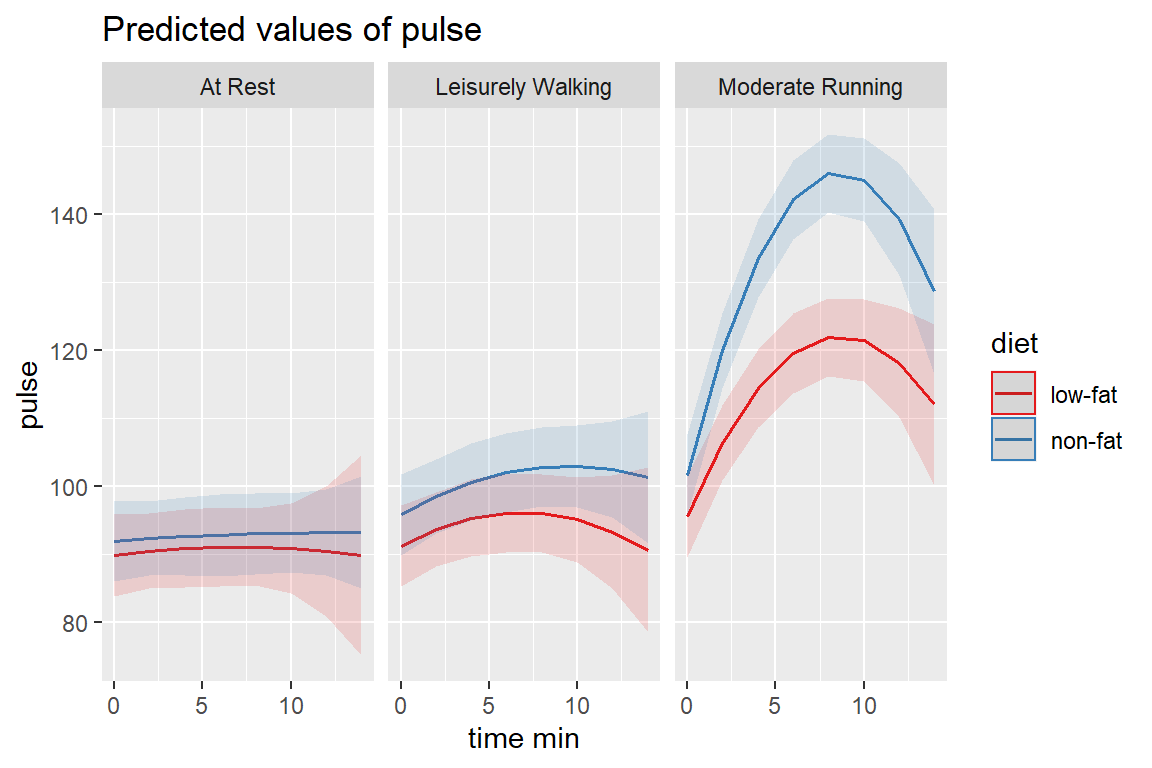 Predicted values of pulse
At Rest
Leisurely Walking
Moderate Running
140
120
100
80
pulse
0 5 10
0 5 10
0 5 10
time min
diet
low-fat
non-fat